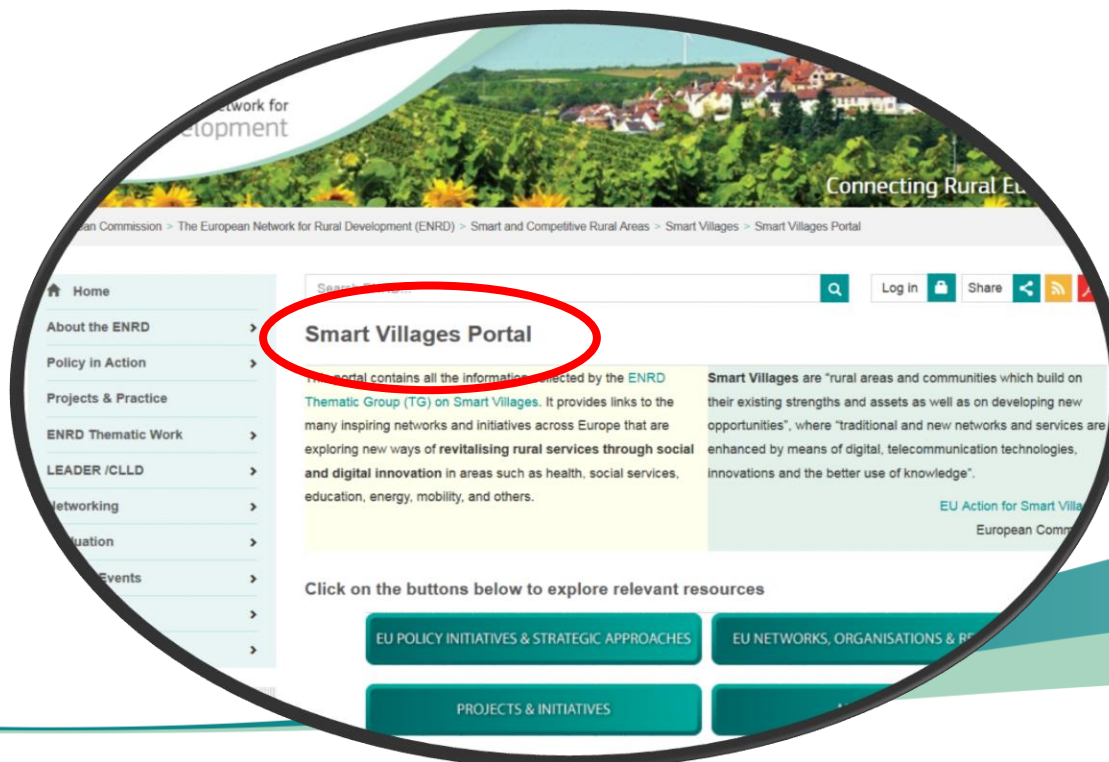 for
Connecting Rural
Commission > The European Network for Rural Development (ENRD) > Smart and Competitive Rural Areas > Smart Villages > Smart Villages Portal
Home
About the ENRD
Policy in Action
Projects & Practice
ENRD Thematic Work
LEADER /CLLD
Networking
Events
Search
Log in
Share
Smart Villages Portal
This portal contains all the information collected by the ENRD
Thematic Group (TG) on Smart Villages. It provides links to the
many inspiring networks and initiatives across Europe that are
exploring new ways of revitalising rural services through social
and digital innovation in areas such as health, social services,
education, energy, mobility, and others.
Smart Villages are “rural areas and communities which build on
their existing strengths and assets as well as on developing new
opportunities”, where “traditional and new networks and services are
enhanced by means of digital, telecommunication technologies,
innovations and the better use of knowledge”.
EU Action for Smart
European
Click on the buttons below to explore relevant resources
EU POLICY INITIATIVES & STRATEGIC APPROACHES
EU NETWORKS, ORGANISATIONS &
PROJECTS & INITIATIVES